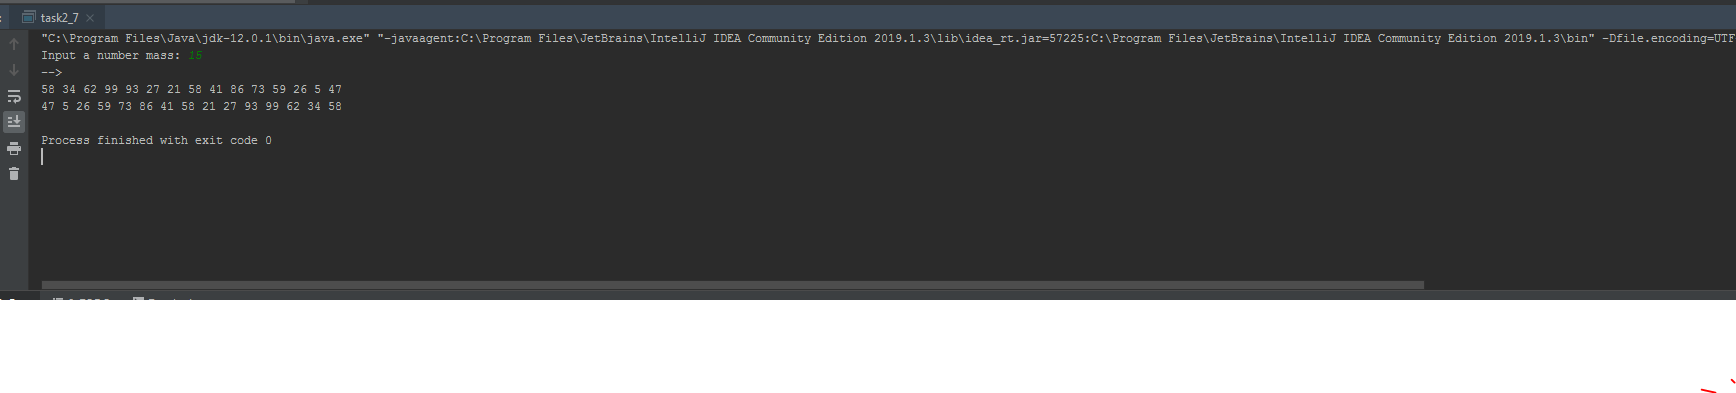 task2_7
"C:\Program Files\Java\jdk-12.0.1\bin\java.exe" "-javaagent:C:\Program Files\JetBrains\IntelliJ IDEA Community Edition 2019.1.3\lib\idea_rt.jar=57225:C:\Program Files\JetBrains\IntelliJ IDEA Community Edition 2019.1.3\bin" -Dfile.encoding=UTF
Input a number mass: 15
-->
58 34 62 99 93 27 21 58 41 86 73 59 26 5 47
47 5 26 59 73 86 41 58 21 27 93 99 62 34 58
Process finished with exit code 0